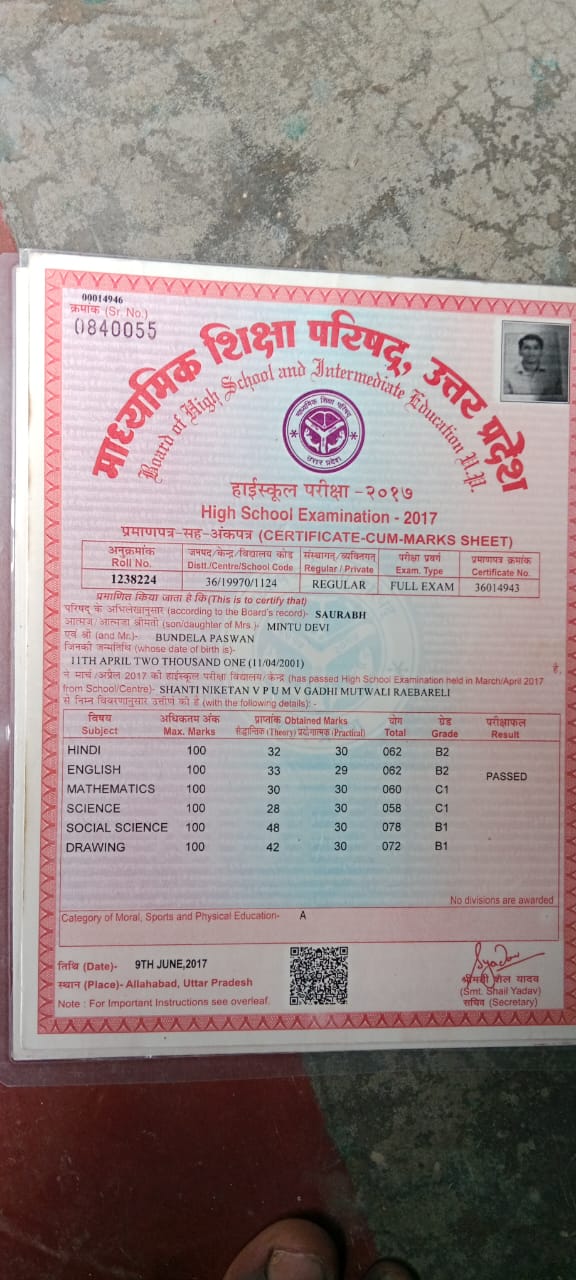 00014946
क्रमांक (Sr. No.)
0840055
माध्यमिक शिक्षा परिषद्, उत्तर प्रदेश
Board of High School and Intermediate Education U.P.
माध्यमिक शिक्षा परिषद्
उत्तर प्रदेश
हाईस्कूल परीक्षा - २०१७
High School Examination - 2017
प्रमाणपत्र-सह-अंकपत्र (CERTIFICATE-CUM-MARKS SHEET)
अनुक्रमांक जनपद/केन्द्र/विद्यालय कोड संस्थागत/व्यक्तिगत परीक्षा प्रवर्ग प्रमाणपत्र क्रमांक
Roll No. Distt./Centre/School Code Regular / Private Exam. Type Certificate No.
1238224 36/19970/1124 REGULAR FULL EXAM 36014943
प्रमाणित किया जाता है कि (This is to certify that)
परिषद् के अभिलेखानुसार (according to the Board's record)- SAURABH
आत्मज/आत्मजा श्रीमती (son/daughter of Mrs.)- MINTU DEVI
एवं श्री (and Mr.)- BUNDELA PASWAN
जिनकी जन्मतिथि (whose date of birth is)-
11TH APRIL TWO THOUSAND ONE (11/04/2001) है,
ने मार्च/अप्रैल 2017 की हाईस्कूल परीक्षा विद्यालय/केन्द्र (has passed High School Examination held in March/April 2017
from School/Centre)- SHANTI NIKETAN V P U M V GADHI MUTWALI RAEBARELI
से निम्न विवरणानुसार उत्तीर्ण की है (with the following details): -
विषय अधिकतम अंक प्राप्तांक Obtained Marks योग ग्रेड परीक्षाफल
Subject Max. Marks सैद्धान्तिक (Theory) प्रयोगात्मक (Practical) Total Grade Result
HINDI 100 32 30 062 B2
ENGLISH 100 33 29 062 B2 PASSED
MATHEMATICS 100 30 30 060 C1
SCIENCE 100 28 30 058 C1
SOCIAL SCIENCE 100 48 30 078 B1
DRAWING 100 42 30 072 B1
No divisions are awarded
Category of Moral, Sports and Physical Education- A
तिथि (Date)- 9TH JUNE,2017
स्थान (Place)- Allahabad, Uttar Pradesh
Note : For Important Instructions see overleaf.
श्रीमती शैल यादव
(Smt. Shail Yadav)
सचिव (Secretary)